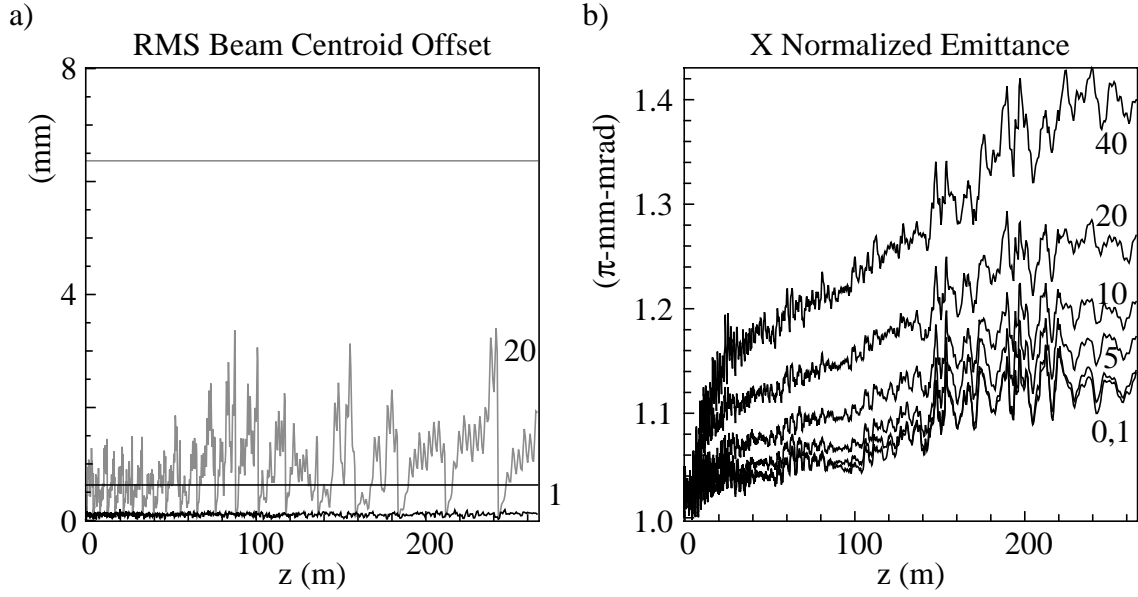 a)
RMS Beam Centroid Offset
(mm)
8
4
0
20
1
0
100
200
z (m)
b)
X Normalized Emittance
(π-mm-mrad)
1.4
1.3
1.2
1.1
1.0
40
20
10
5
0,1
0
100
200
z (m)